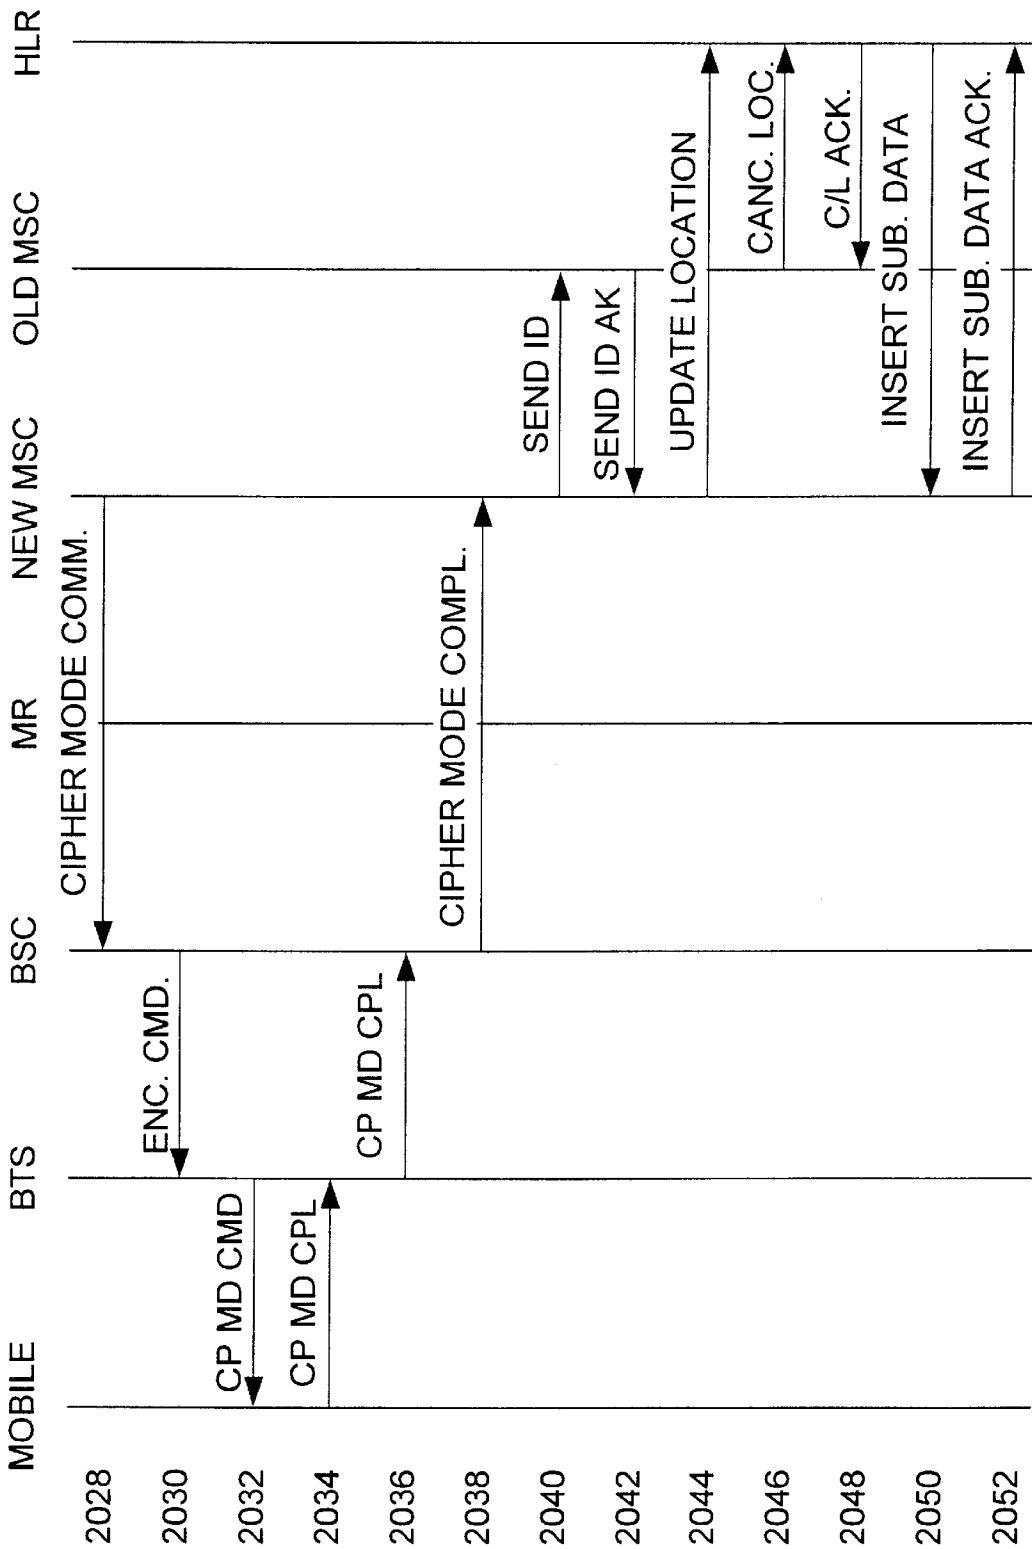 MOBILE BTS BSC MR NEW MSC OLD MSC HLR
2028 CIPHER MODE COMM.
2030 ENC. CMD.
2032 CP MD CMD
2034 CP MD CPL
2036 CP MD CPL
2038 CIPHER MODE COMPL.
2040 SEND ID
2042 SEND ID AK
2044 UPDATE LOCATION
2046 CANC. LOC.
2048 C/L ACK.
2050 INSERT SUB. DATA
2052 INSERT SUB. DATA ACK.